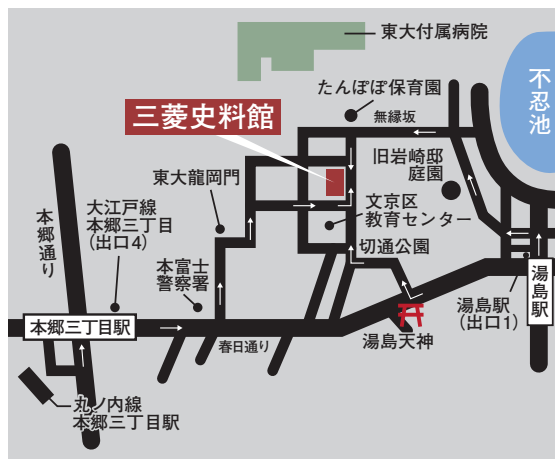 東大付属病院
不忍池
たんぽぽ保育園
三菱史料館
無縁坂
旧岩崎邸
庭園
東大龍岡門
文京区
教育センター
本郷通り
大江戸線
本郷三丁目
(出口4)
切通公園
本富士
警察署
湯島駅
湯島駅
(出口1)
本郷三丁目駅
春日通り
湯島天神
丸ノ内線
本郷三丁目駅